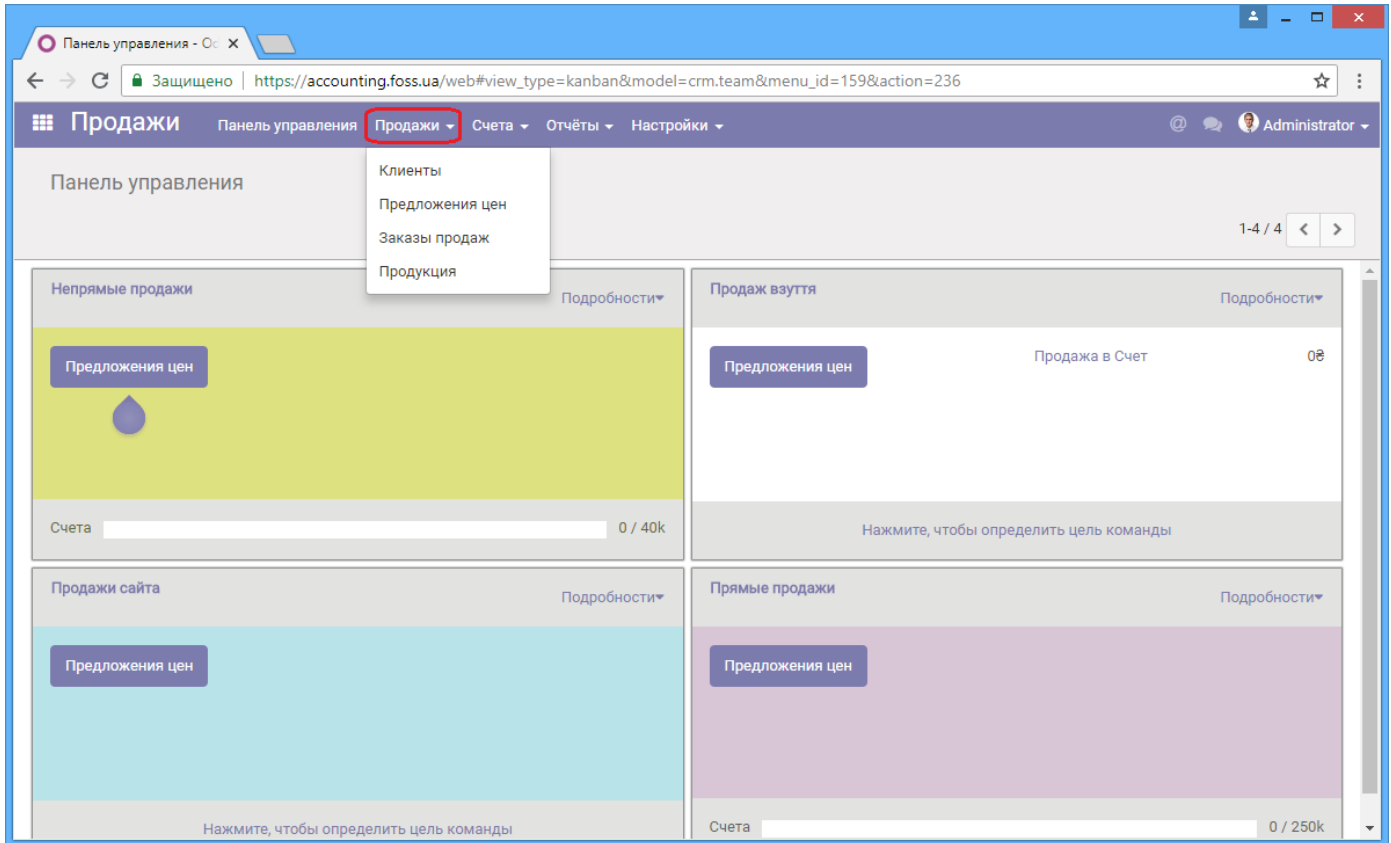 Панель управления - Ос
Защищено | https://accounting.foss.ua/web#view_type=kanban&model=crm.team&menu_id=159&action=236
Продажи Панель управления Продажи Счета Отчёты Настройки @ Administrator
Панель управления
Клиенты
Предложения цен
Заказы продаж
Продукция
1-4 / 4
Непрямые продажи Подробности
Предложения цен
Счета 0 / 40k
Продаж взуття Подробности
Предложения цен Продажа в Счет 0₴
Нажмите, чтобы определить цель команды
Продажи сайта Подробности
Предложения цен
Нажмите, чтобы определить цель команды
Прямые продажи Подробности
Предложения цен
Счета 0 / 250k